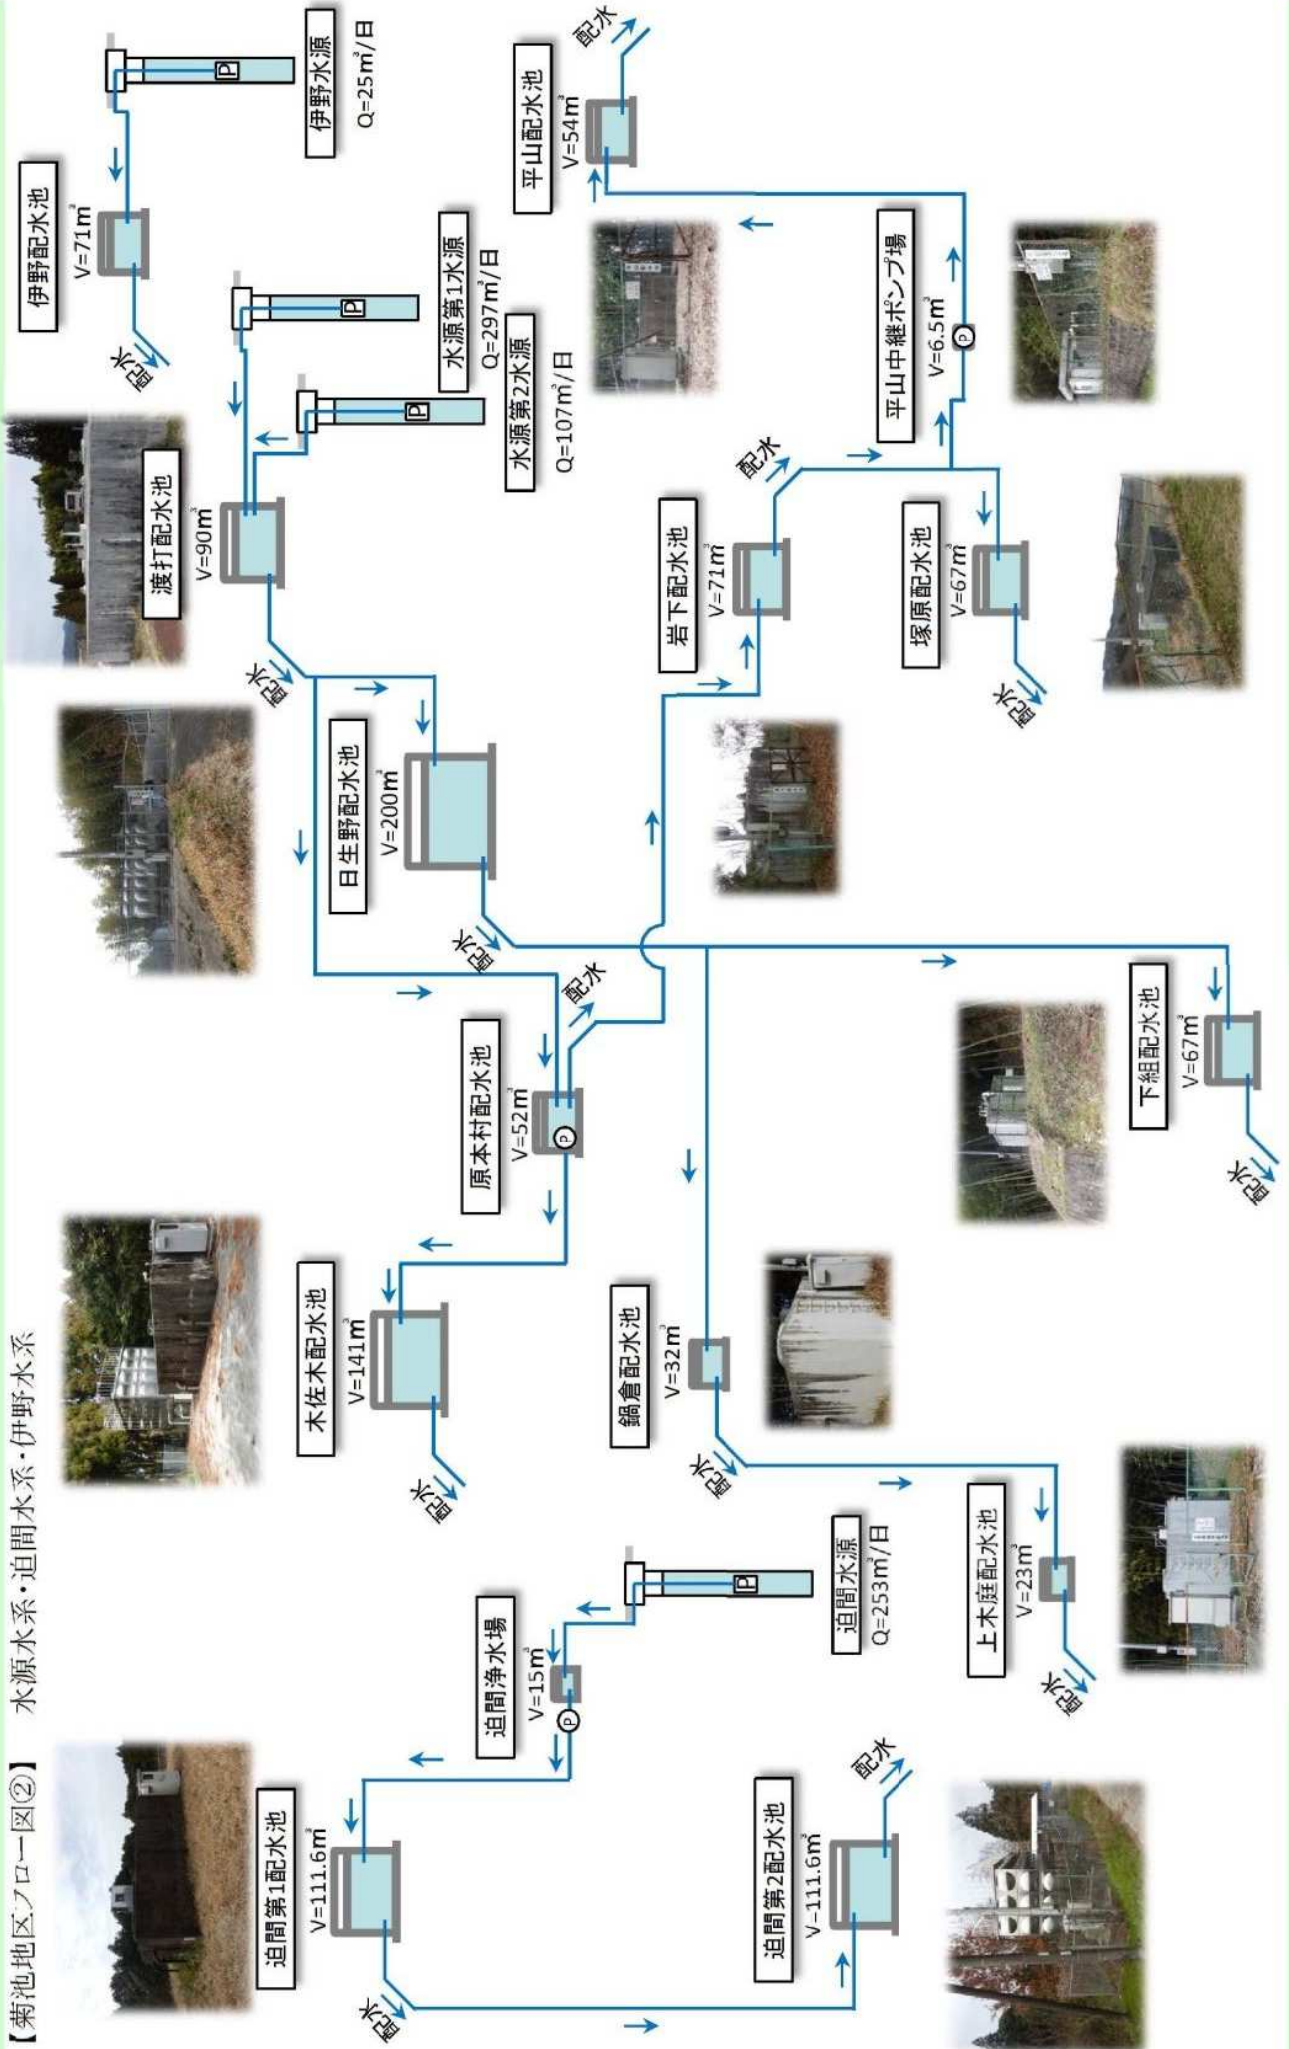 【菊池地区フロー図②】 水源水系・迫間水系・伊野水系
迫間第1配水池
V=111.6㎥
配水
迫間第2配水池
V−111.6㎥
配水
迫間浄水場
V=15㎥
P
P
迫間水源
Q=253㎥/日
木佐木配水池
V=141㎥
配水
原本村配水池
V=52㎥
P
配水
鍋倉配水池
V=32㎥
配水
上木庭配水池
V=23㎥
配水
下組配水池
V=67㎥
配水
日生野配水池
V=200㎥
配水
渡打配水池
V=90㎥
配水
P
水源第1水源
Q=297㎥/日
P
水源第2水源
Q=107㎥/日
伊野配水池
V=71㎥
配水
P
伊野水源
Q=25㎥/日
岩下配水池
V=71㎥
配水
塚原配水池
V=67㎥
配水
平山中継ポンプ場
V=6.5㎥
P
平山配水池
V=54㎥
配水